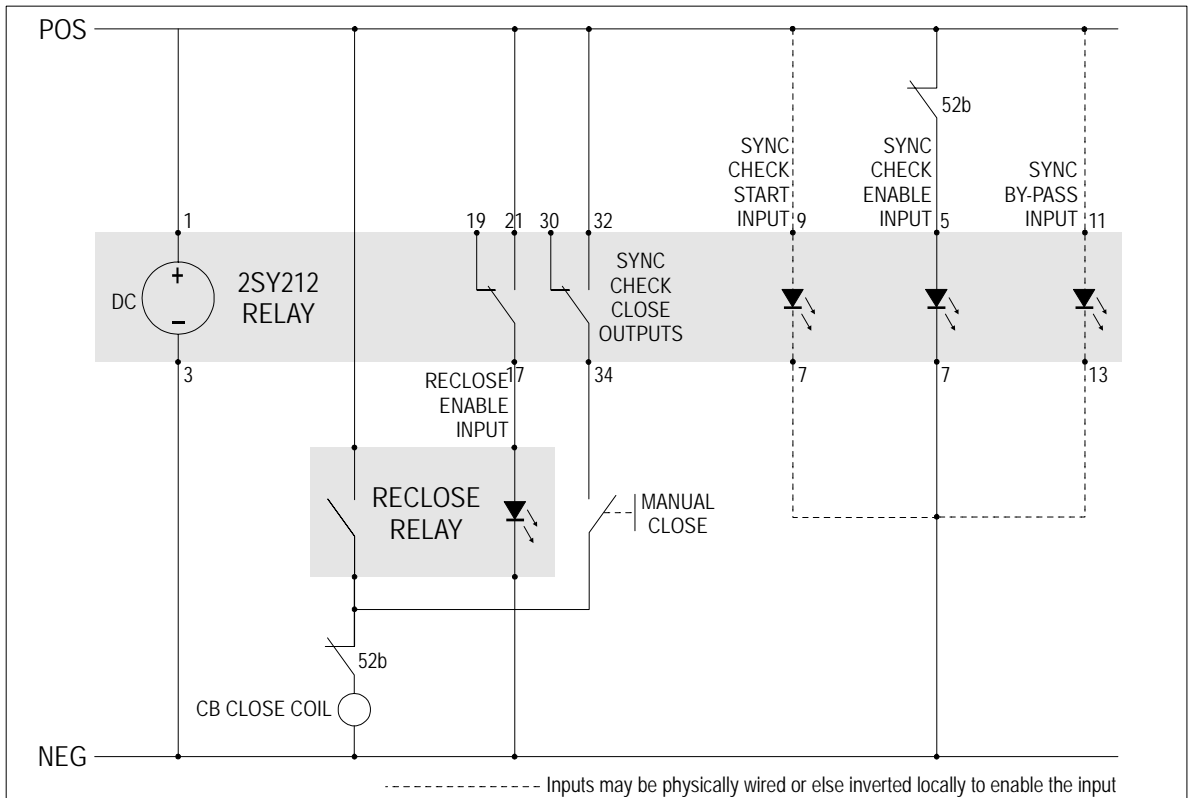 POS
52b
SYNC
CHECK
START
INPUT
SYNC
CHECK
ENABLE
INPUT
SYNC
BY-PASS
INPUT
1
19
21
30
32
9
5
11
DC
+
–
2SY212
RELAY
SYNC
CHECK
CLOSE
OUTPUTS
3
17
34
7
7
13
RECLOSE
ENABLE
INPUT
RECLOSE
RELAY
MANUAL
CLOSE
52b
CB CLOSE COIL
NEG
Inputs may be physically wired or else inverted locally to enable the input